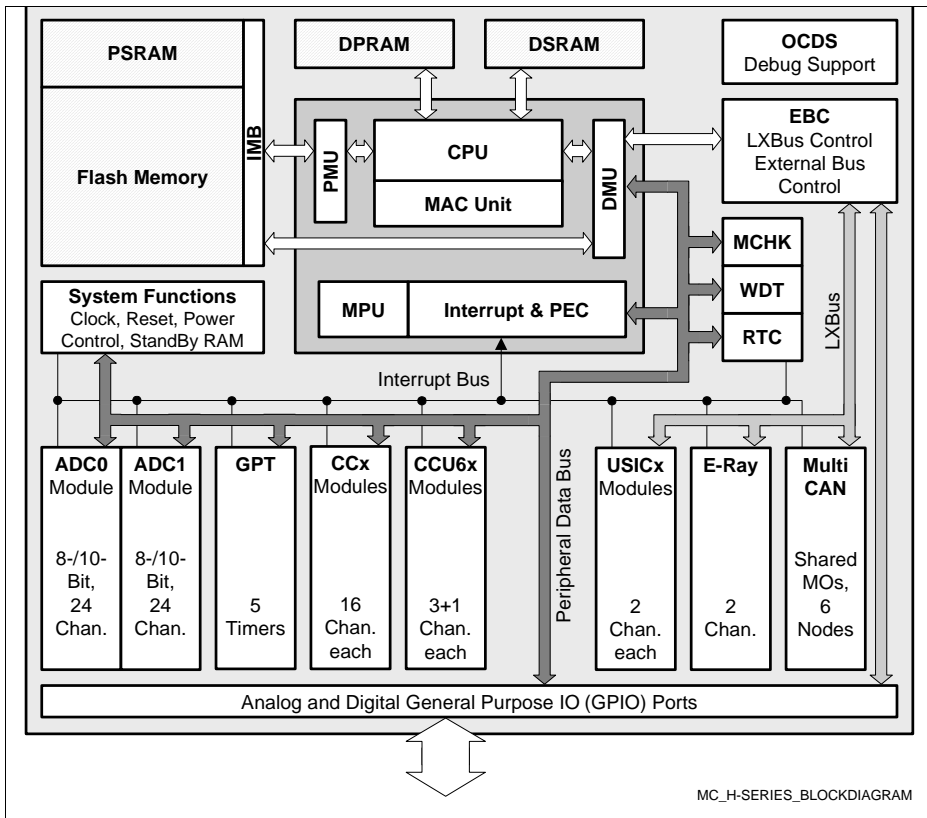 PSRAM
Flash Memory
IMB
DPRAM
DSRAM
OCDS
Debug Support
PMU
CPU
MAC Unit
DMU
EBC
LXBus Control
External Bus
Control
MCHK
WDT
RTC
LXBus
System Functions
Clock, Reset, Power
Control, StandBy RAM
MPU
Interrupt & PEC
Interrupt Bus
ADC0
Module
8-/10-
Bit,
24
Chan.
ADC1
Module
8-/10-
Bit,
24
Chan.
GPT
5
Timers
CCx
Modules
16
Chan.
each
CCU6x
Modules
3+1
Chan.
each
Peripheral Data Bus
USICx
Modules
2
Chan.
each
E-Ray
2
Chan.
Multi
CAN
Shared
MOs,
6
Nodes
Analog and Digital General Purpose IO (GPIO) Ports
MC_H-SERIES_BLOCKDIAGRAM